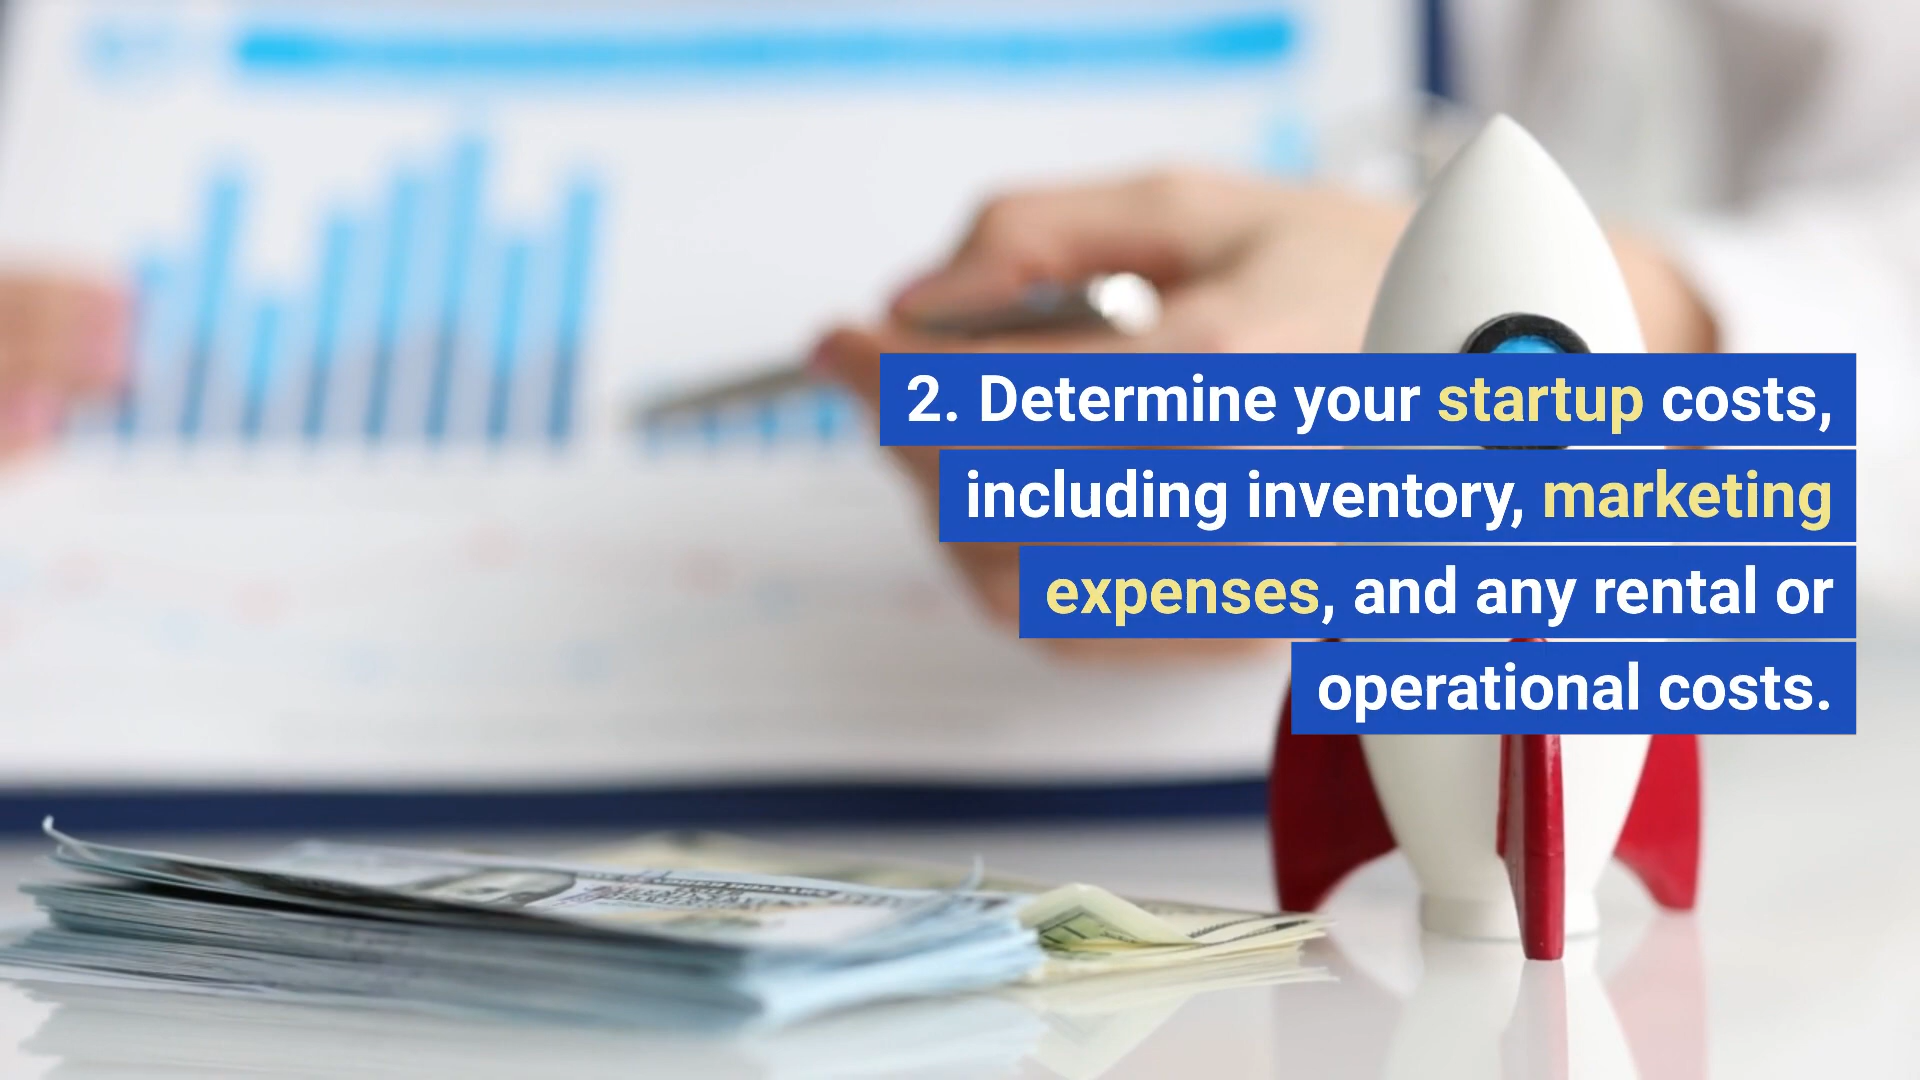 2. Determine your startup costs,
including inventory, marketing
expenses, and any rental or
operational costs.